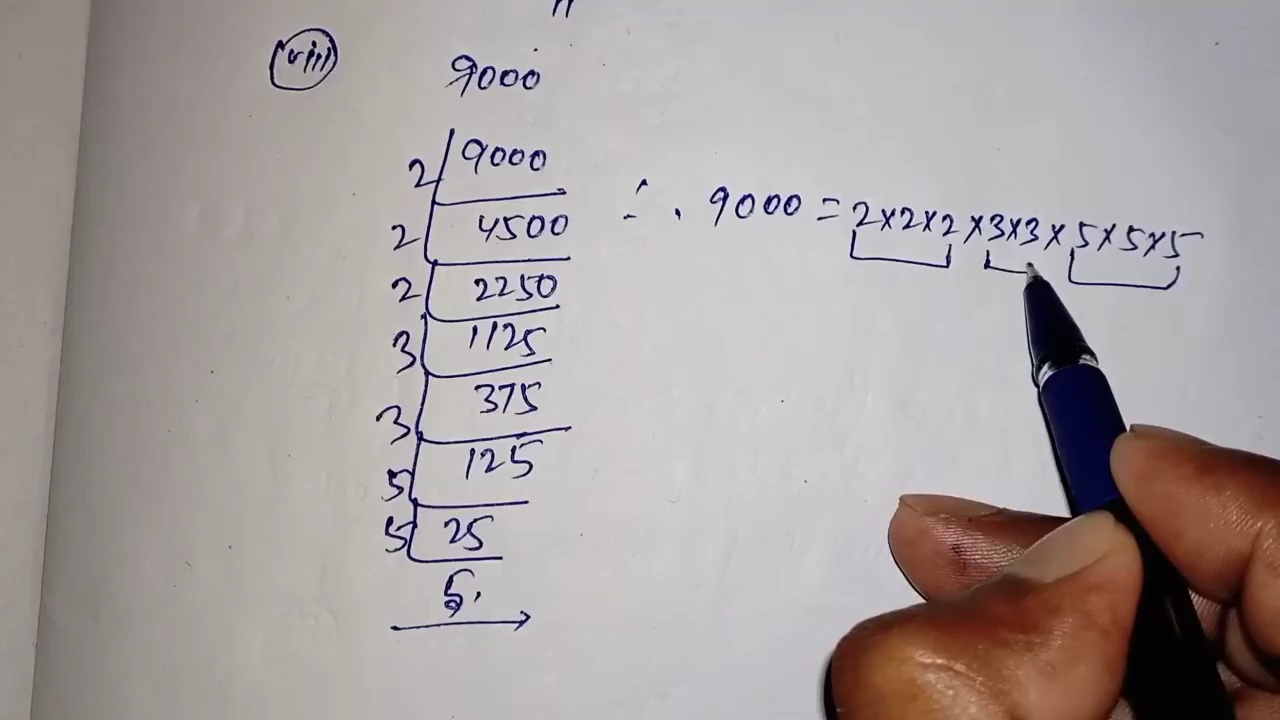 (viii) 9000
2 | 9000
2 | 4500
2 | 2250
3 | 1125
3 | 375
5 | 125
5 | 25
5.
∴ 9000 = 2×2×2×3×3×5×5×5